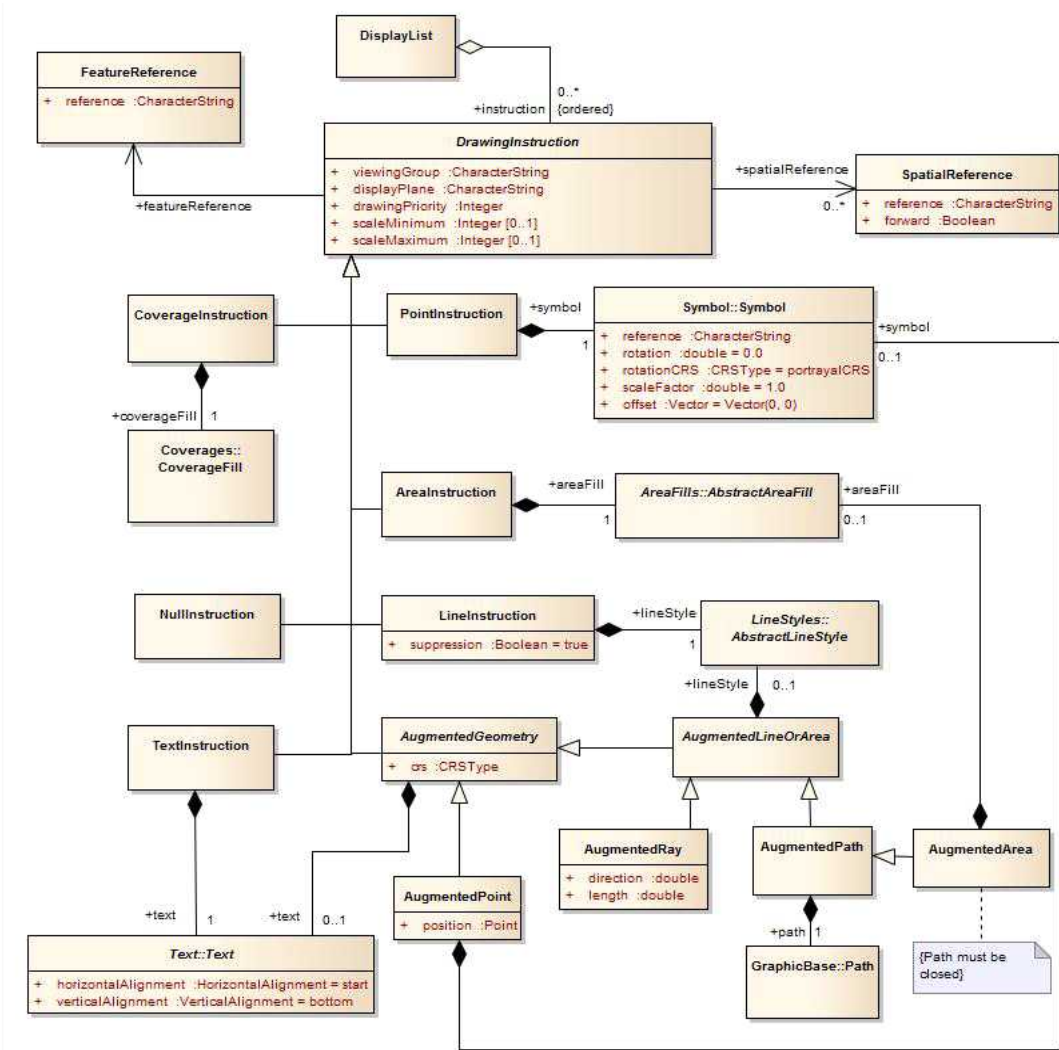 DisplayList
FeatureReference
+ reference :CharacterString
0..*
+instruction {ordered}
DrawingInstruction
+ viewingGroup :CharacterString
+ displayPlane :CharacterString
+ drawingPriority :Integer
+ scaleMinimum :Integer [0..1]
+ scaleMaximum :Integer [0..1]
+featureReference
+spatialReference
0..*
SpatialReference
+ reference :CharacterString
+ forward :Boolean
CoverageInstruction
PointInstruction
+symbol
1
Symbol::Symbol
+ reference :CharacterString
+ rotation :double = 0.0
+ rotationCRS :CRSType = portrayalCRS
+ scaleFactor :double = 1.0
+ offset :Vector = Vector(0, 0)
+symbol
0..1
+coverageFill 1
Coverages::
CoverageFill
AreaInstruction
+areaFill
1
AreaFills::AbstractAreaFill
+areaFill
0..1
NullInstruction
LineInstruction
+ suppression :Boolean = true
+lineStyle
1
LineStyles::
AbstractLineStyle
+lineStyle 0..1
TextInstruction
AugmentedGeometry
+ crs :CRSType
AugmentedLineOrArea
AugmentedRay
+ direction :double
+ length :double
AugmentedPath
AugmentedArea
AugmentedPoint
+ position :Point
+text 1
+text 0..1
+path 1
Text::Text
+ horizontalAlignment :HorizontalAlignment = start
+ verticalAlignment :VerticalAlignment = bottom
GraphicBase::Path
{Path must be
closed}